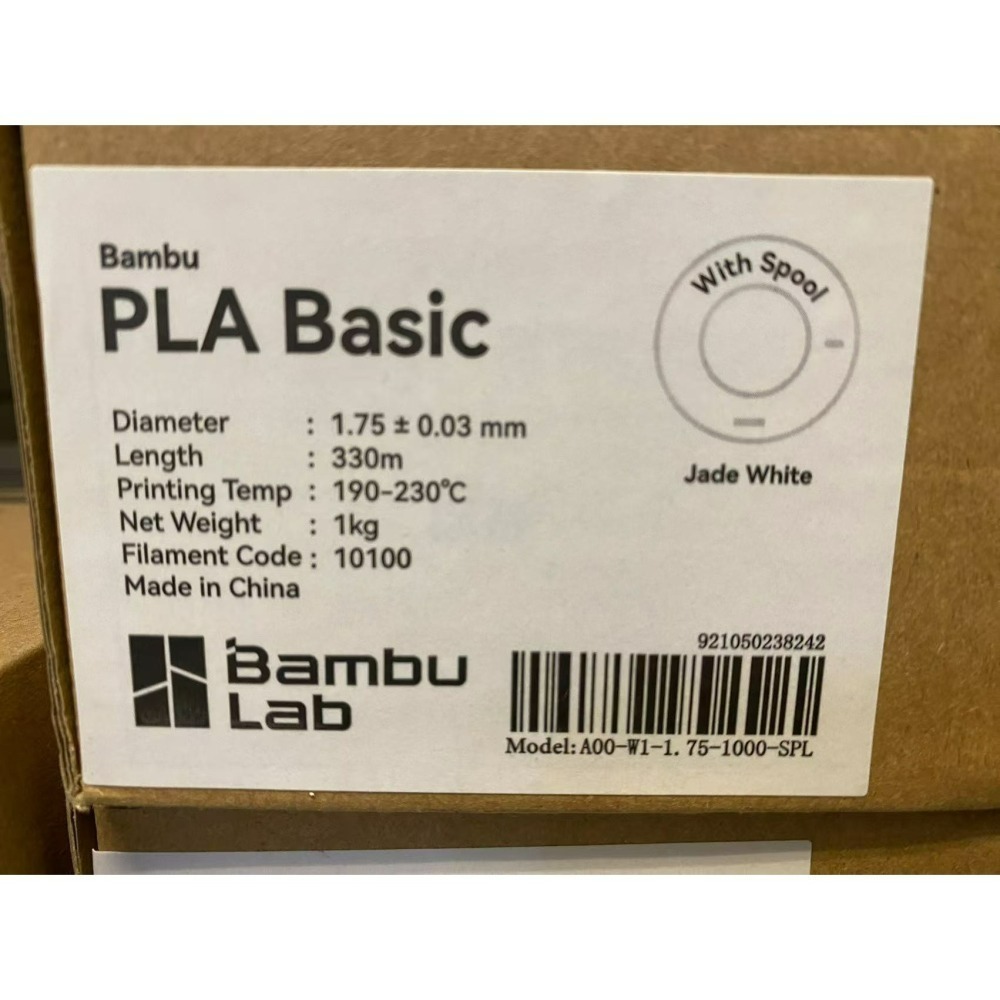 Bambu
PLA Basic
With Spool
Jade White
Diameter : 1.75 ± 0.03 mm
Length : 330m
Printing Temp : 190-230℃
Net Weight : 1kg
Filament Code : 10100
Made in China
Bambu
Lab
921050238242
Model:A00-W1-1.75-1000-SPL